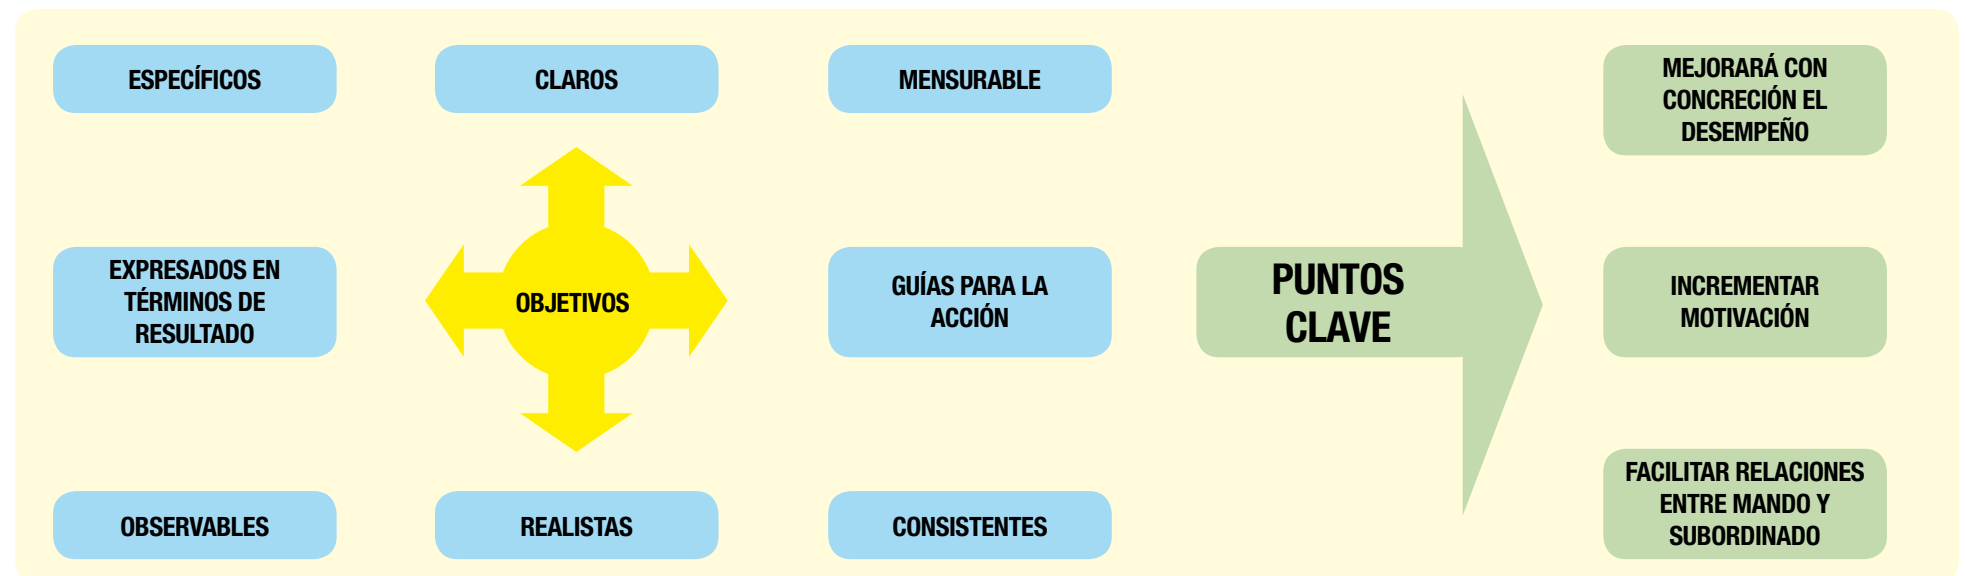 ESPECÍFICOS
CLAROS
MENSURABLE
EXPRESADOS EN
TÉRMINOS DE
RESULTADO
OBJETIVOS
GUÍAS PARA LA
ACCIÓN
OBSERVABLES
REALISTAS
CONSISTENTES
PUNTOS
CLAVE
MEJORARÁ CON
CONCRECIÓN EL
DESEMPEÑO
INCREMENTAR
MOTIVACIÓN
FACILITAR RELACIONES
ENTRE MANDO Y
SUBORDINADO